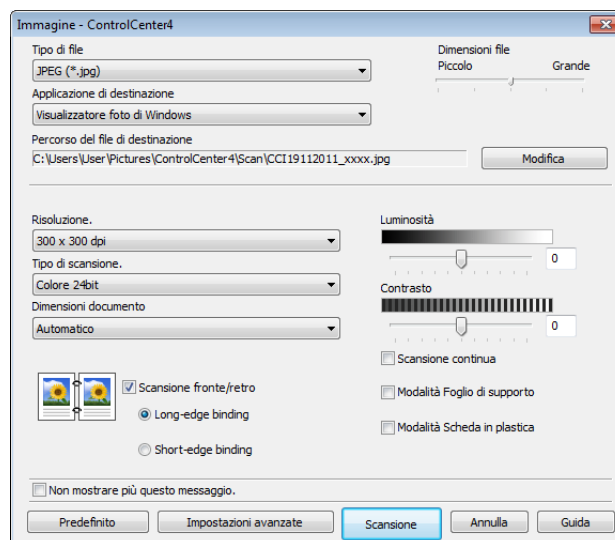 Immagine - ControlCenter4
Tipo di file
JPEG (*.jpg)
Dimensioni file
Piccolo Grande
Applicazione di destinazione
Visualizzatore foto di Windows
Percorso del file di destinazione
C:\Users\User\Pictures\ControlCenter4\Scan\CCI19112011_xxxx.jpg
Modifica
Risoluzione.
300 x 300 dpi
Tipo di scansione.
Colore 24bit
Dimensioni documento
Automatico
Luminosità
0
Contrasto
0
Scansione fronte/retro
Long-edge binding
Short-edge binding
Scansione continua
Modalità Foglio di supporto
Modalità Scheda in plastica
Non mostrare più questo messaggio.
Predefinito Impostazioni avanzate Scansione Annulla Guida